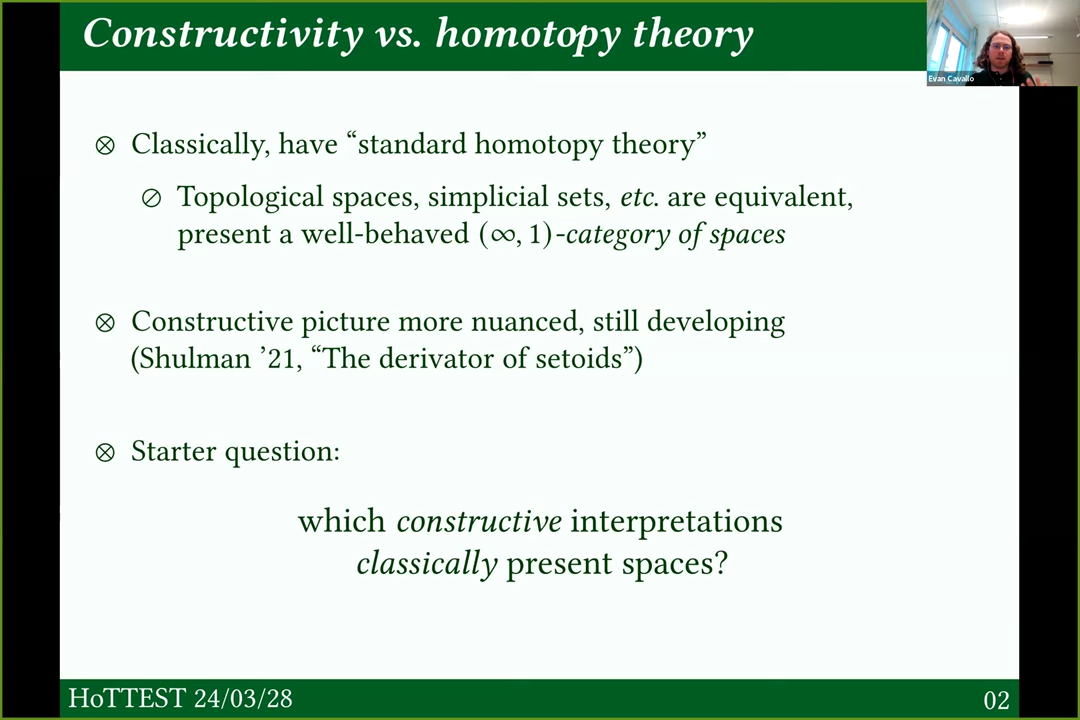 Constructivity vs. homotopy theory
Evan Cavallo
⊗ Classically, have “standard homotopy theory”
⊘ Topological spaces, simplicial sets, etc. are equivalent,
present a well-behaved (∞, 1)-category of spaces
⊗ Constructive picture more nuanced, still developing
(Shulman ’21, “The derivator of setoids”)
⊗ Starter question:
which constructive interpretations
classically present spaces?
HoTTEST 24/03/28
02